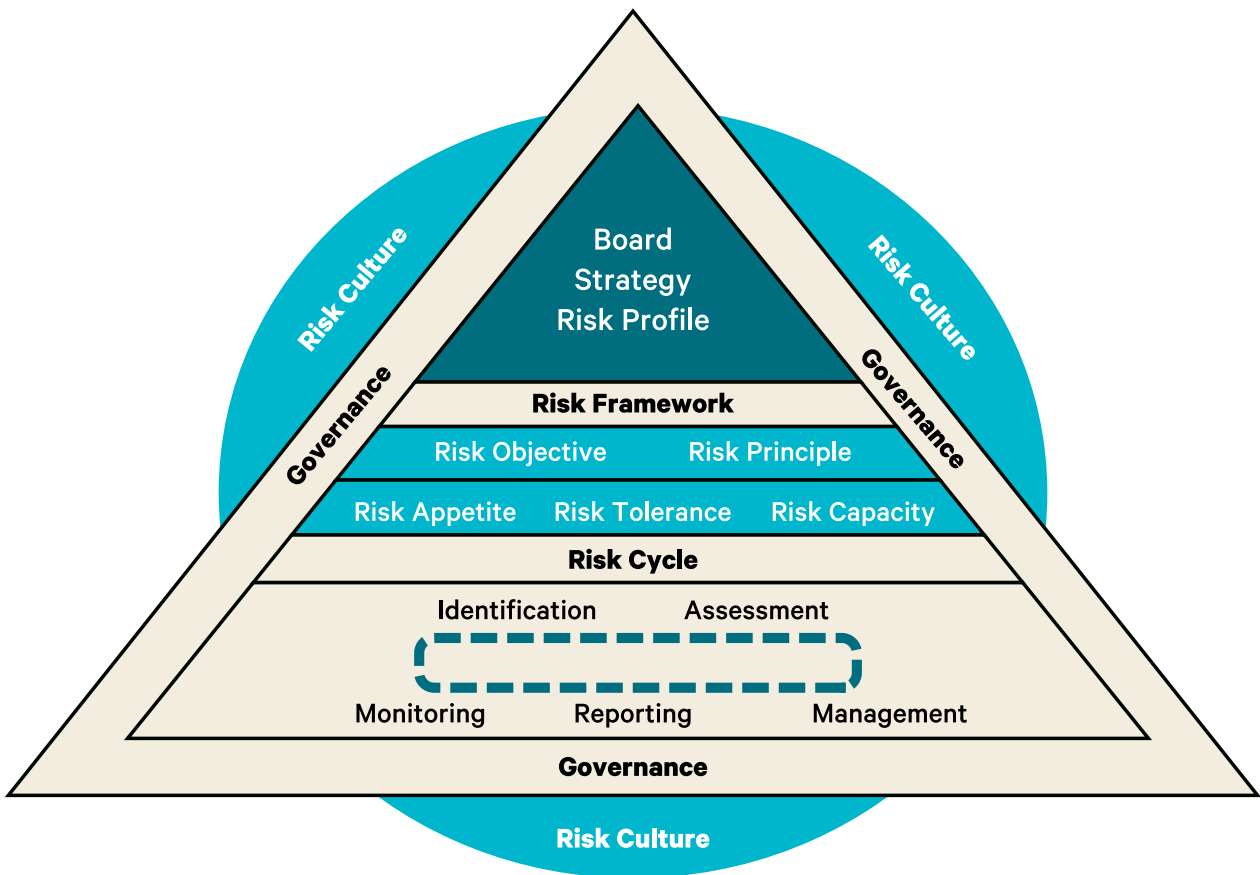 Board
Strategy
Risk Profile
Risk Culture
Risk Culture
Governance
Governance
Risk Framework
Risk Objective Risk Principle
Risk Appetite Risk Tolerance Risk Capacity
Risk Cycle
Identification Assessment
Monitoring Reporting Management
Governance
Risk Culture